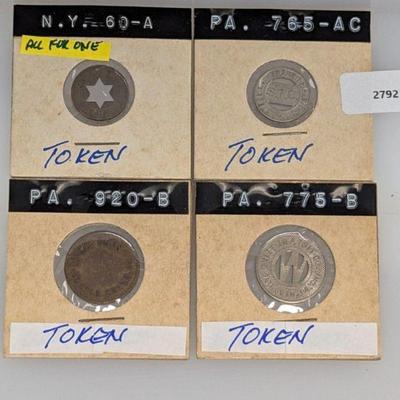 N.Y. 60-A
ALL FOR ONE
TOKEN
PA. 765-AC
TOKEN
2792
PA. 920-B
TOKEN
PA. 775-B
W
TOKEN